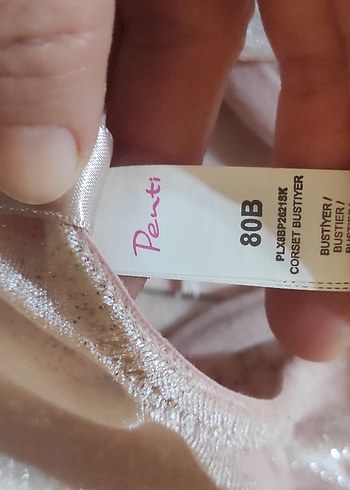 Penti
80B
PLX8BP26218K
CORSET BUSTIYER
BUSTIYER /
BUSTIER /